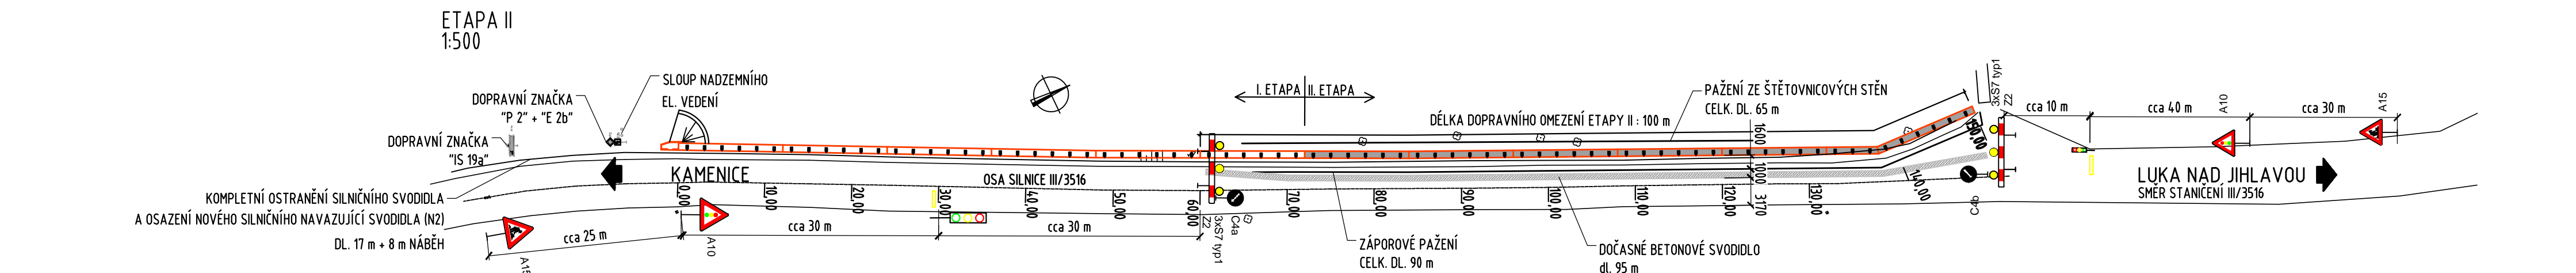 ETAPA II
1:500
SLOUP NADZEMNÍHO
EL. VEDENÍ
DOPRAVNÍ ZNAČKA
"P 2" + "E 2b"
DOPRAVNÍ ZNAČKA
"IS 19a"
KOMPLETNÍ OSTRANĚNÍ SILNIČNÍHO SVODIDLA
A OSAZENÍ NOVÉHO SILNIČNÍHO NAVAZUJÍCÍ SVODIDLA (N2)
DL. 17 m + 8 m NÁBĚH
KAMENICE
OSA SILNICE III/3516
I. ETAPA
II. ETAPA
DÉLKA DOPRAVNÍHO OMEZENÍ ETAPY II : 100 m
PAŽENÍ ZE ŠTĚTOVNICOVÝCH STĚN
CELK. DL. 65 m
1600
1000
3170
3xS7 typ1
Z2
cca 10 m
cca 40 m
A10
cca 30 m
A15
LUKA NAD JIHLAVOU
SMĚR STANIČENÍ III/3516
0,00
10,00
20,00
30,00
40,00
50,00
60,00
70,00
80,00
90,00
100,00
110,00
120,00
130,00
140,00
150,00
C4b
Z2
3xS7 typ1
C4a
A15
cca 25 m
A10
cca 30 m
cca 30 m
ZÁPOROVÉ PAŽENÍ
CELK. DL. 90 m
DOČASNÉ BETONOVÉ SVODIDLO
dl. 95 m